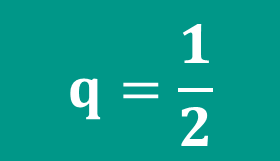 q = 1/2